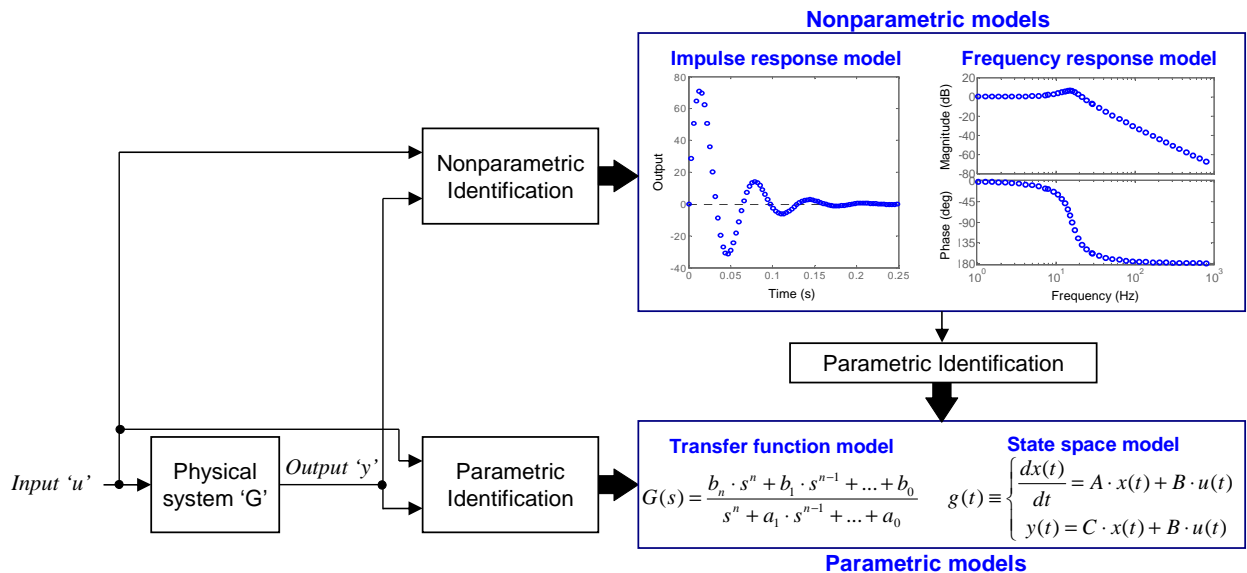 Nonparametric models
Impulse response model
80
60
40
20
0
-20
-40
Output
0 0.05 0.1 0.15 0.2 0.25
Time (s)
Frequency response model
20
0
-20
-40
-60
-80
Magnitude (dB)
0
-45
-90
135
180
Phase (deg)
10^0 10^1 10^2 10^3
Frequency (Hz)
Nonparametric
Identification
Parametric Identification
Input ‘u’
Physical
system ‘G’
Output ‘y’
Parametric
Identification
Transfer function model
G(s) = \frac{b_n · s^n + b_1 · s^{n-1} + ... + b_0}{s^n + a_1 · s^{n-1} + ... + a_0}
State space model
g(t) ≡ { \frac{dx(t)}{dt} = A · x(t) + B · u(t)
y(t) = C · x(t) + B · u(t)
Parametric models